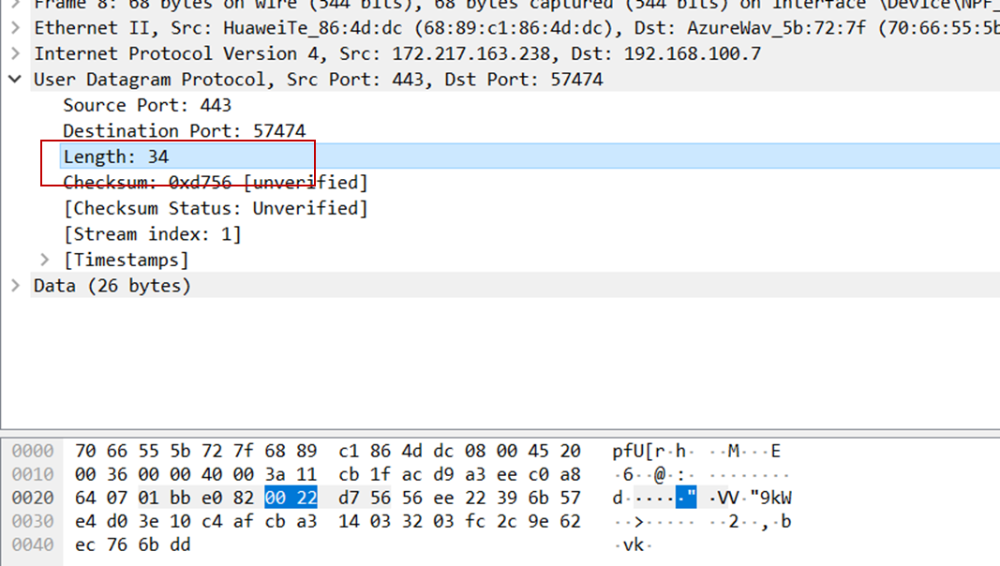 Frame 8: 68 bytes on wire (544 bits), 68 bytes captured (544 bits) on interface \Device\NPF_
Ethernet II, Src: HuaweiTe_86:4d:dc (68:89:c1:86:4d:dc), Dst: AzureWav_5b:72:7f (70:66:55:5b
Internet Protocol Version 4, Src: 172.217.163.238, Dst: 192.168.100.7
User Datagram Protocol, Src Port: 443, Dst Port: 57474
Source Port: 443
Destination Port: 57474
Length: 34
Checksum: 0xd756 [unverified]
[Checksum Status: Unverified]
[Stream index: 1]
[Timestamps]
Data (26 bytes)
0000 70 66 55 5b 72 7f 68 89 c1 86 4d dc 08 00 45 20 pfU[r·h· ··M···E
0010 00 36 00 00 40 00 3a 11 cb 1f ac d9 a3 ee c0 a8 ·6··@·:· ········
0020 64 07 01 bb e0 82 00 22 d7 56 56 ee 22 39 6b 57 d······" ·VV·"9kW
0030 e4 d0 3e 10 c4 af cb a3 14 03 32 03 fc 2c 9e 62 ··>····· ··2··,·b
0040 ec 76 6b dd ·vk·